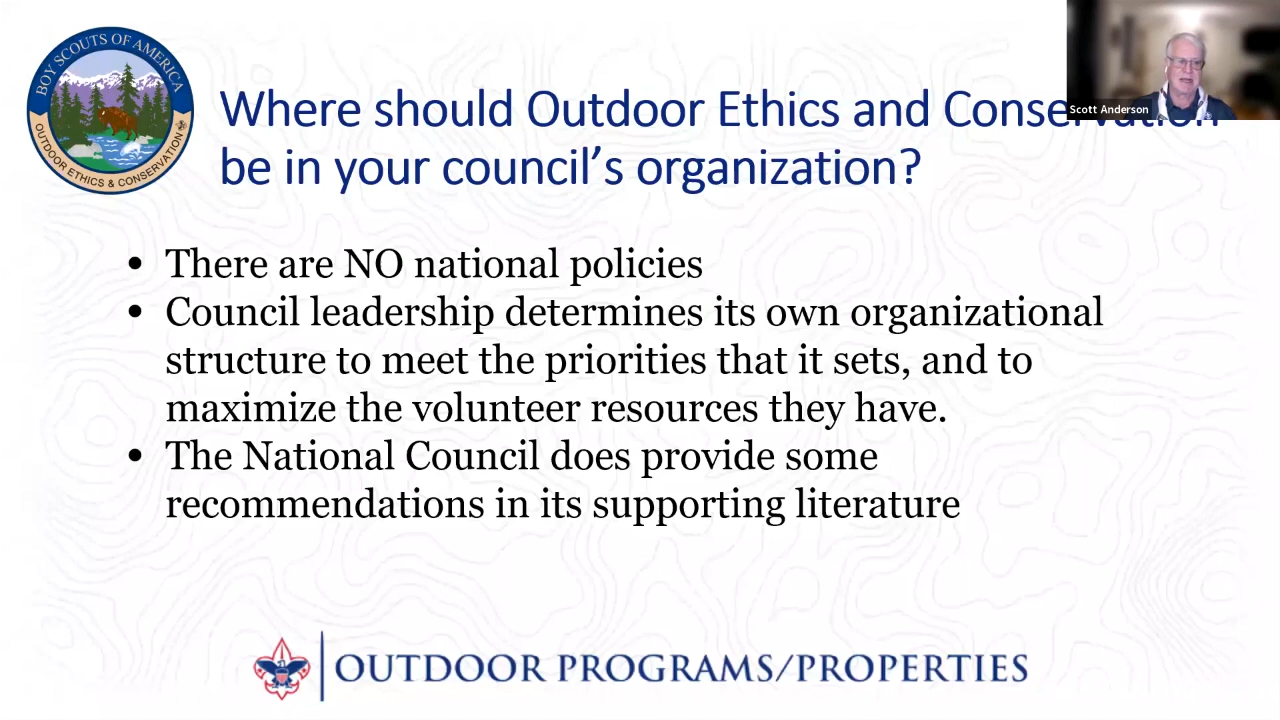 BOY SCOUTS OF AMERICA
OUTDOOR ETHICS & CONSERVATION
Scott Anderson
Where should Outdoor Ethics and Conservation
be in your council's organization?
• There are NO national policies
• Council leadership determines its own organizational
structure to meet the priorities that it sets, and to
maximize the volunteer resources they have.
• The National Council does provide some
recommendations in its supporting literature
OUTDOOR PROGRAMS/PROPERTIES